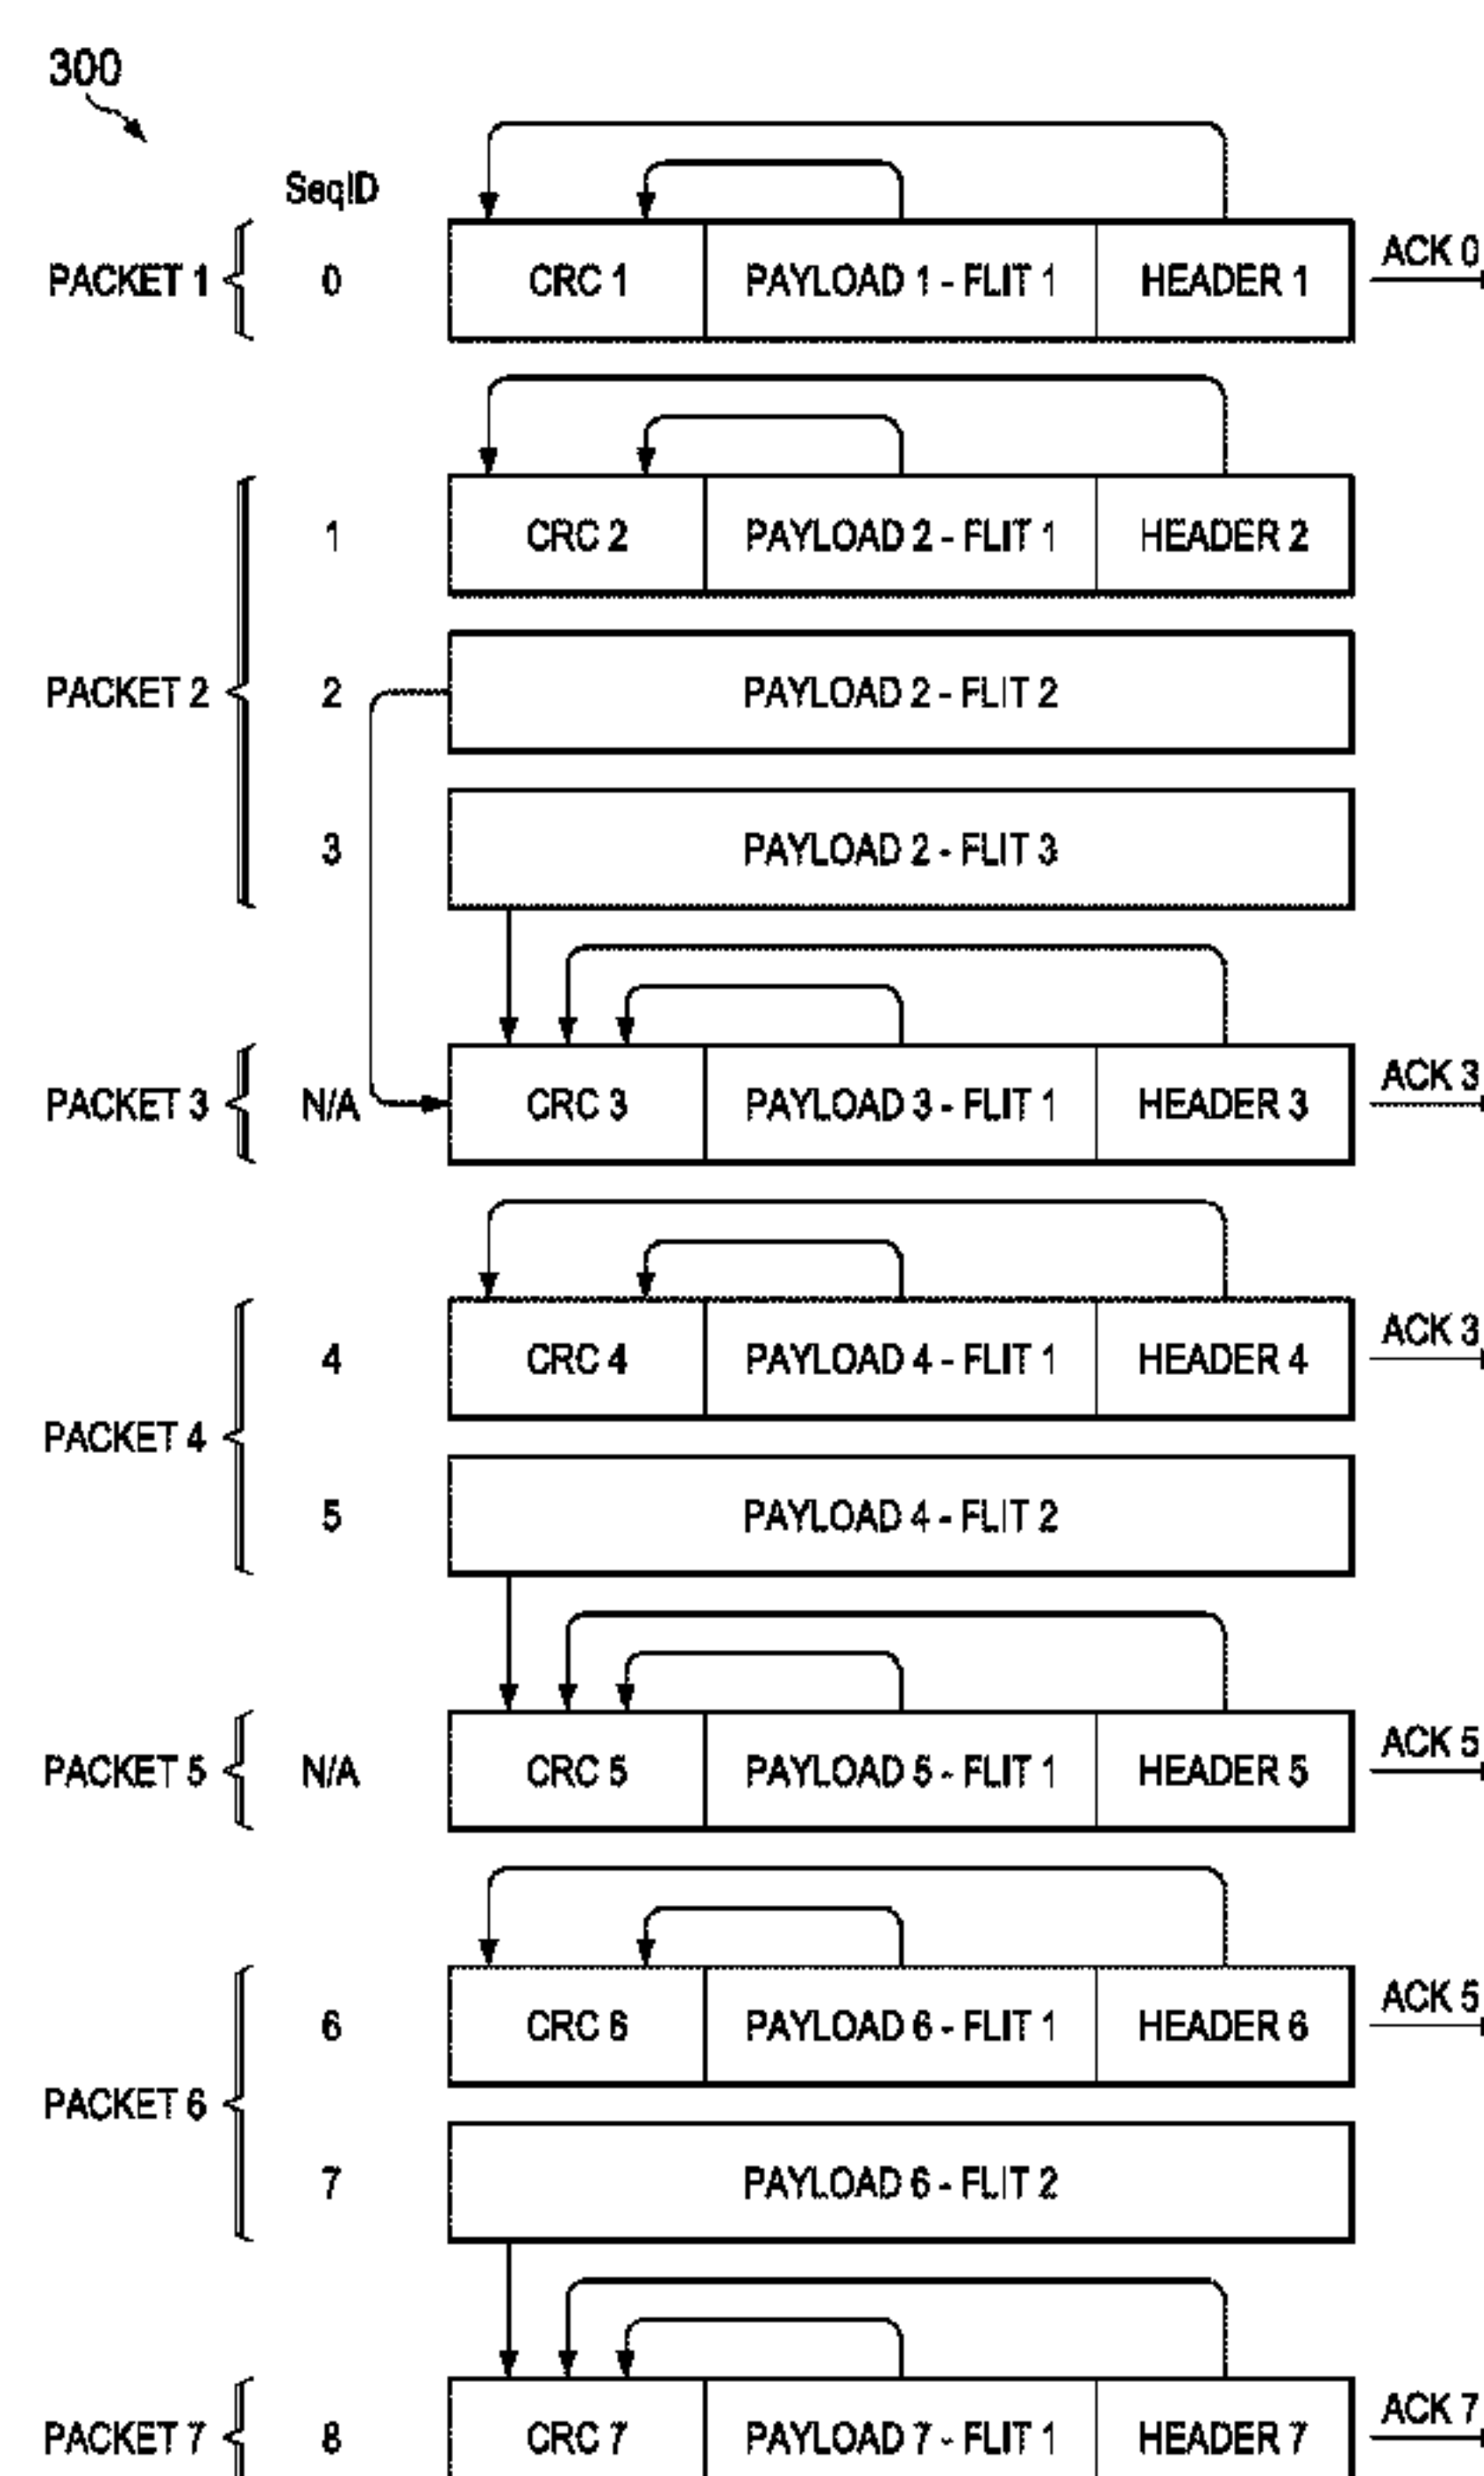 300
SeqID
PACKET 1 0 CRC 1 PAYLOAD 1 - FLIT 1 HEADER 1 ACK 0
1 CRC 2 PAYLOAD 2 - FLIT 1 HEADER 2
PACKET 2 2 PAYLOAD 2 - FLIT 2
3 PAYLOAD 2 - FLIT 3
PACKET 3 N/A CRC 3 PAYLOAD 3 - FLIT 1 HEADER 3 ACK 3
4 CRC 4 PAYLOAD 4 - FLIT 1 HEADER 4 ACK 3
PACKET 4
5 PAYLOAD 4 - FLIT 2
PACKET 5 N/A CRC 5 PAYLOAD 5 - FLIT 1 HEADER 5 ACK 5
6 CRC 6 PAYLOAD 6 - FLIT 1 HEADER 6 ACK 5
PACKET 6
7 PAYLOAD 6 - FLIT 2
PACKET 7 8 CRC 7 PAYLOAD 7 - FLIT 1 HEADER 7 ACK 7